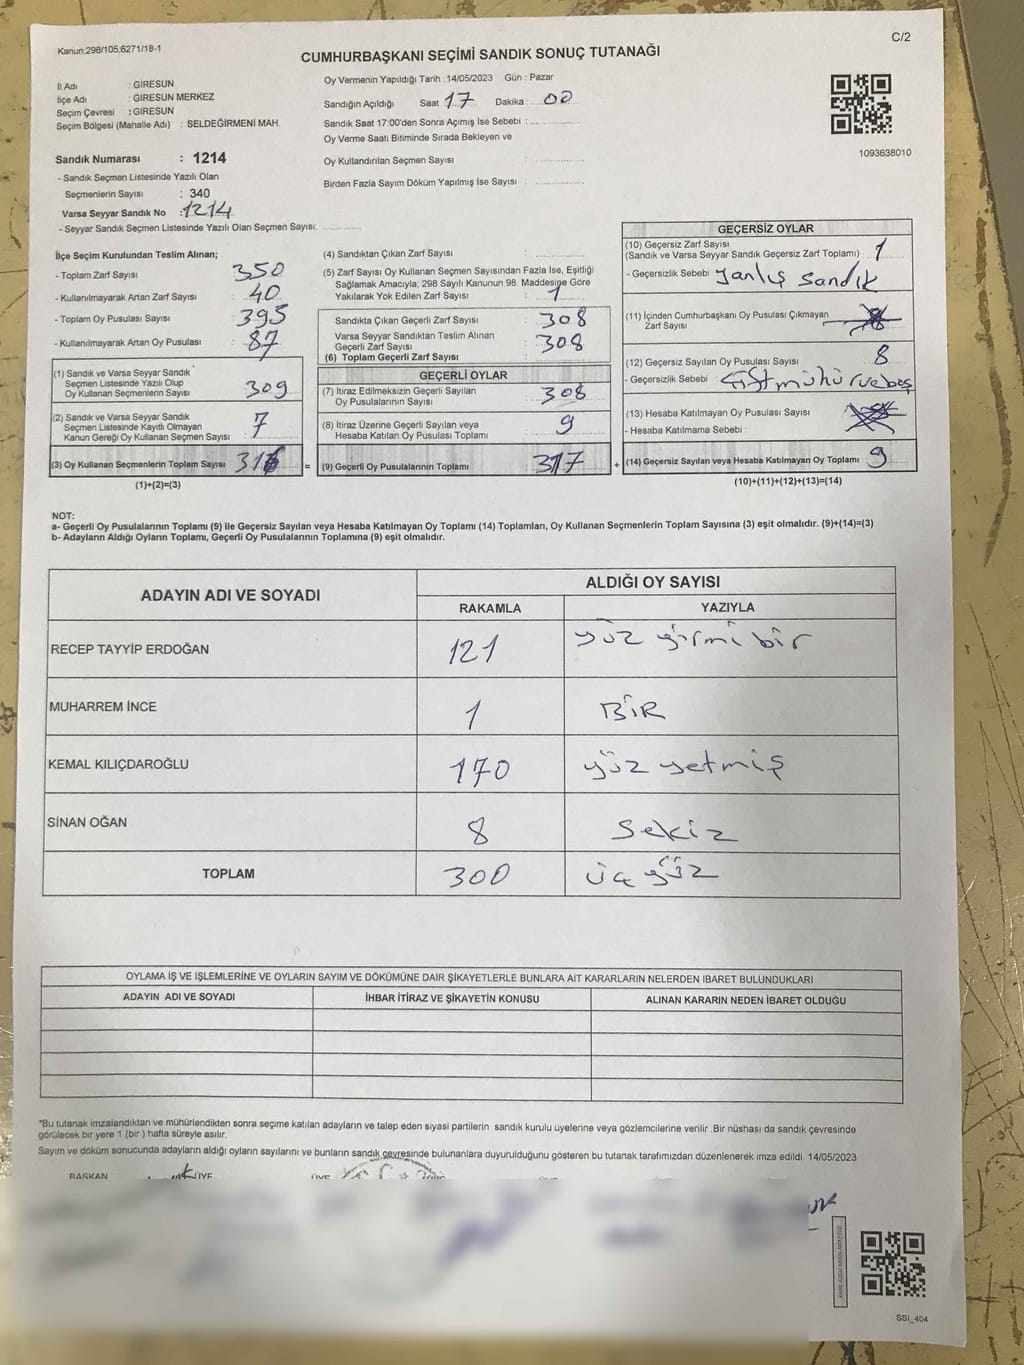 Kanun:298/105,6271/18-1
C/2
CUMHURBAŞKANI SEÇİMİ SANDIK SONUÇ TUTANAĞI
İl Adı : GİRESUN
İlçe Adı : GİRESUN MERKEZ
Seçim Çevresi : GİRESUN
Seçim Bölgesi (Mahalle Adı) : SELDEĞİRMENİ MAH.
Oy Vermenin Yapıldığı Tarih :14/05/2023 Gün : Pazar
Sandığın Açıldığı Saat 17 Dakika : 00
Sandık Saat 17:00'den Sonra Açımış İse Sebebi :
Oy Verme Saati Bitiminde Sırada Bekleyen ve
Oy Kullandırılan Seçmen Sayısı :
Birden Fazla Sayım Döküm Yapılmış İse Sayısı :
1093638010
Sandık Numarası : 1214
- Sandık Seçmen Listesinde Yazılı Olan
Seçmenlerin Sayısı : 340
Varsa Seyyar Sandık No :1214
- Seyyar Sandık Seçmen Listesinde Yazılı Olan Seçmen Sayısı:
İlçe Seçim Kurulundan Teslim Alınan;
- Toplam Zarf Sayısı : 350
- Kullanılmayarak Artan Zarf Sayısı : 40
- Toplam Oy Pusulası Sayısı : 395
- Kullanılmayarak Artan Oy Pusulası : 87
(1) Sandık ve Varsa Seyyar Sandık
Seçmen Listesinde Yazılı Olup
Oy Kullanan Seçmenlerin Sayısı : 309
(2) Sandık ve Varsa Seyyar Sandık
Seçmen Listesinde Kayıtlı Olmayan
Kanun Gereği Oy Kullanan Seçmen Sayısı : 7
(3) Oy Kullanan Seçmenlerin Toplam Sayısı 316 =
(1)+(2)=(3)
(4) Sandıktan Çıkan Zarf Sayısı :
(5) Zarf Sayısı Oy Kullanan Seçmen Sayısından Fazla İse, Eşitliği
Sağlamak Amacıyla; 298 Sayılı Kanunun 98. Maddesine Göre
Yakılarak Yok Edilen Zarf Sayısı : 1
Sandıkta Çıkan Geçerli Zarf Sayısı : 308
Varsa Seyyar Sandıktan Teslim Alınan
Geçerli Zarf Sayısı : 308
(6) Toplam Geçerli Zarf Sayısı :
GEÇERLİ OYLAR
(7) İtiraz Edilmeksizin Geçerli Sayılan
Oy Pusulalarının Sayısı : 308
(8) İtiraz Üzerine Geçerli Sayılan veya
Hesaba Katılan Oy Pusulaları Toplamı : 9
(9) Geçerli Oy Pusulalarının Toplamı : 317 +
GEÇERSİZ OYLAR
(10) Geçersiz Zarf Sayısı
(Sandık ve Varsa Seyyar Sandık Geçersiz Zarf Toplamı) : 1
- Geçersizlik Sebebi : yanlış sandık
(11) İçinden Cumhurbaşkanı Oy Pusulası Çıkmayan
Zarf Sayısı
(12) Geçersiz Sayılan Oy Pusulası Sayısı : 8
- Geçersizlik Sebebi : çift mühür ve boş
(13) Hesaba Katılmayan Oy Pusulası Sayısı :
- Hesaba Katılmama Sebebi :
(14) Geçersiz Sayılan veya Hesaba Katılmayan Oy Toplamı : 9
(10)+(11)+(12)+(13)=(14)
NOT:
a- Geçerli Oy Pusulalarının Toplamı (9) ile Geçersiz Sayılan veya Hesaba Katılmayan Oy Toplamı (14) Toplamları, Oy Kullanan Seçmenlerin Toplam Sayısına (3) eşit olmalıdır. (9)+(14)=(3)
b- Adayların Aldığı Oyların Toplamı, Geçerli Oy Pusulalarının Toplamına (9) eşit olmalıdır.
ADAYIN ADI VE SOYADI
ALDIĞI OY SAYISI
RAKAMLA YAZIYLA
RECEP TAYYİP ERDOĞAN 121 yüz yirmi bir
MUHARREM İNCE 1 BİR
KEMAL KILIÇDAROĞLU 170 yüz yetmiş
SİNAN OĞAN 8 Sekiz
TOPLAM 300 üç yüz
OYLAMA İŞ VE İŞLEMLERİNE VE OYLARIN SAYIM VE DÖKÜMÜNE DAİR ŞİKAYETLERLE BUNLARA AİT KARARLARIN NELERDEN İBARET BULUNDUKLARI
ADAYIN ADI VE SOYADI İHBAR İTİRAZ VE ŞİKAYETİN KONUSU ALINAN KARARIN NEDEN İBARET OLDUĞU
*Bu tutanak imzalandıktan ve mühürlendikten sonra seçime katılan adayların ve talep eden siyasi partilerin sandık kurulu üyelerine veya gözlemcilerine verilir .Bir nüshası da sandık çevresinde
görülecek bir yere 1 (bir ) hafta süreyle asılır.
Sayım ve döküm sonucunda adayların aldığı oyların sayılarını ve bunların sandık çevresinde bulunanlara duyurulduğunu gösteren bu tutanak tarafımızdan düzenlenerek imza edildi. 14/05/2023
BAŞKAN ÜYE ÜYE
SSI_404